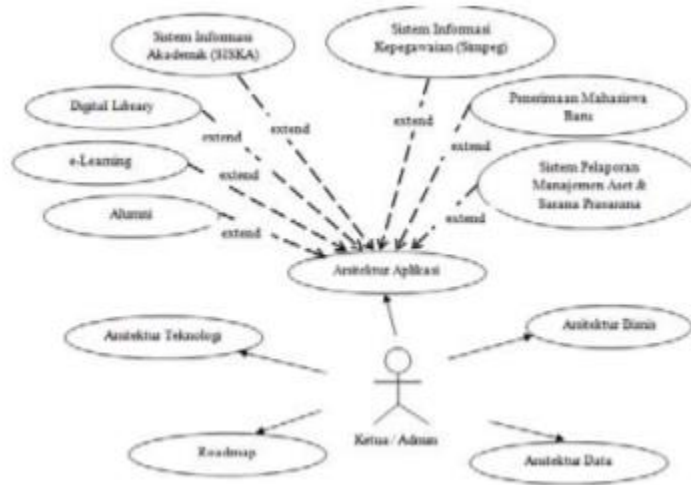 Sistem Informasi
Akademik (SISKA)
Sistem Informasi
Kepegawaian (Simpeg)
Digital Library
Penerimaan Mahasiswa
Baru
extend
extend
extend
extend
e-Learning
extend
Sistem Pelaporan
Manajemen Aset &
Sarana Prasarana
Alumni
extend
extend
Arsitektur Aplikasi
Arsitektur Teknologi
Arsitektur Bisnis
Ketua / Admin
Roadmap
Arsitektur Data